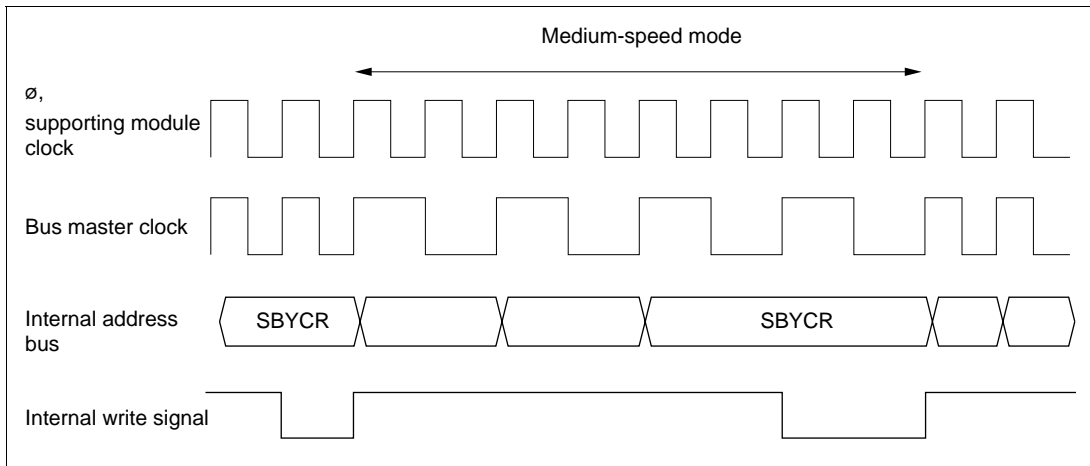 Medium-speed mode
ø,
supporting module
clock
Bus master clock
Internal address
bus
SBYCR
SBYCR
Internal write signal